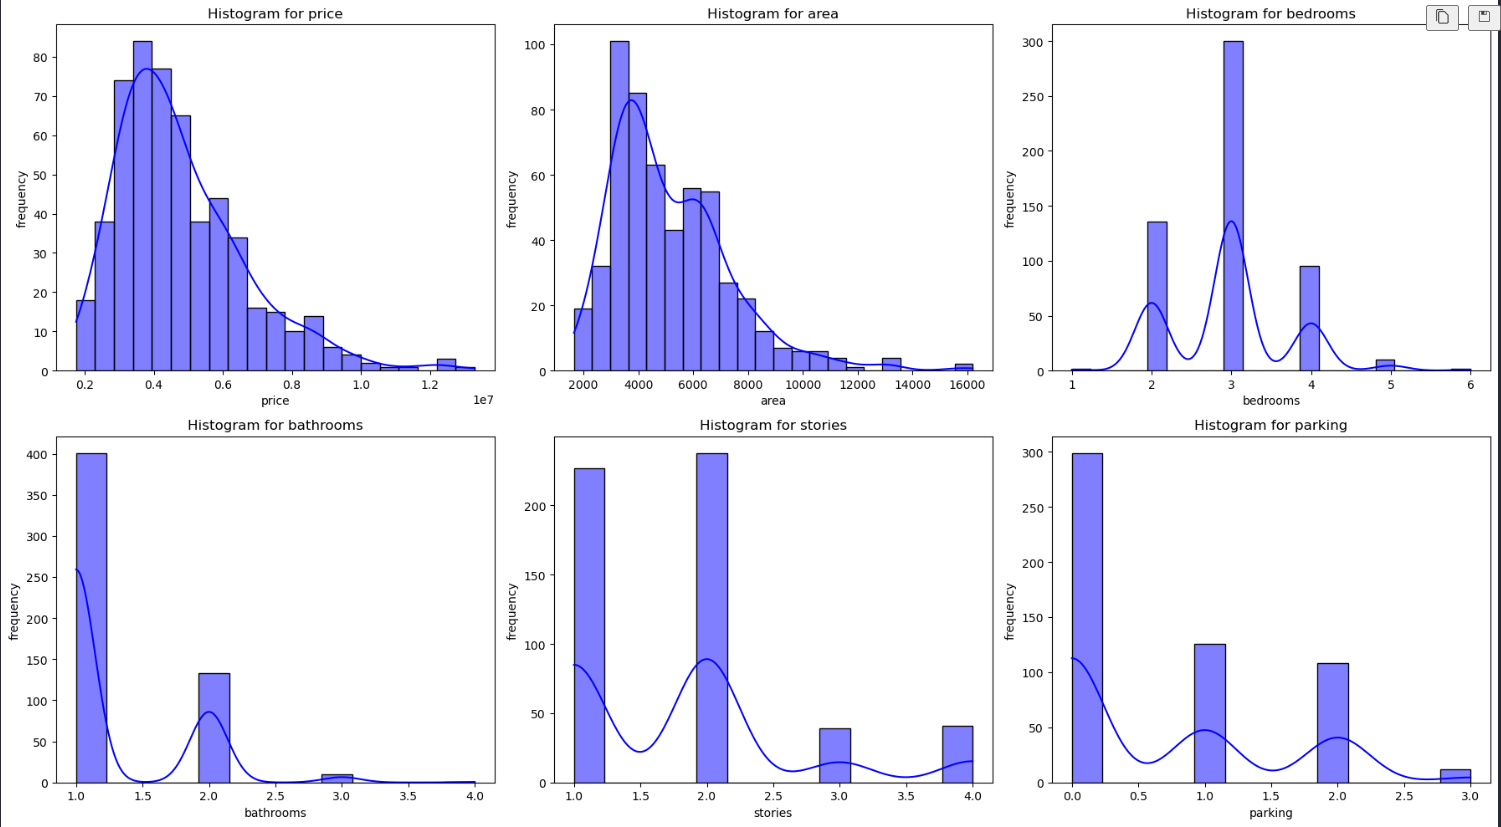 Histogram for price
80
70
60
50
40
30
20
10
0
frequency
0.2 0.4 0.6 0.8 1.0 1.2
1e7
price
Histogram for area
100
80
60
40
20
0
frequency
2000 4000 6000 8000 10000 12000 14000 16000
area
Histogram for bedrooms
300
250
200
150
100
50
0
frequency
1 2 3 4 5 6
bedrooms
Histogram for bathrooms
400
350
300
250
200
150
100
50
0
frequency
1.0 1.5 2.0 2.5 3.0 3.5 4.0
bathrooms
Histogram for stories
200
150
100
50
0
frequency
1.0 1.5 2.0 2.5 3.0 3.5 4.0
stories
Histogram for parking
300
250
200
150
100
50
0
frequency
0.0 0.5 1.0 1.5 2.0 2.5 3.0
parking